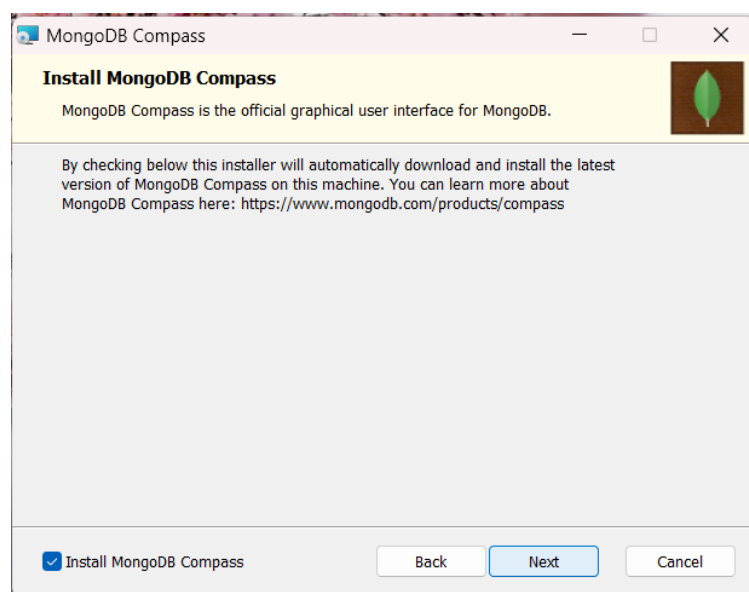 MongoDB Compass
Install MongoDB Compass
MongoDB Compass is the official graphical user interface for MongoDB.
By checking below this installer will automatically download and install the latest
version of MongoDB Compass on this machine. You can learn more about
MongoDB Compass here: https://www.mongodb.com/products/compass
Install MongoDB Compass
Back
Next
Cancel